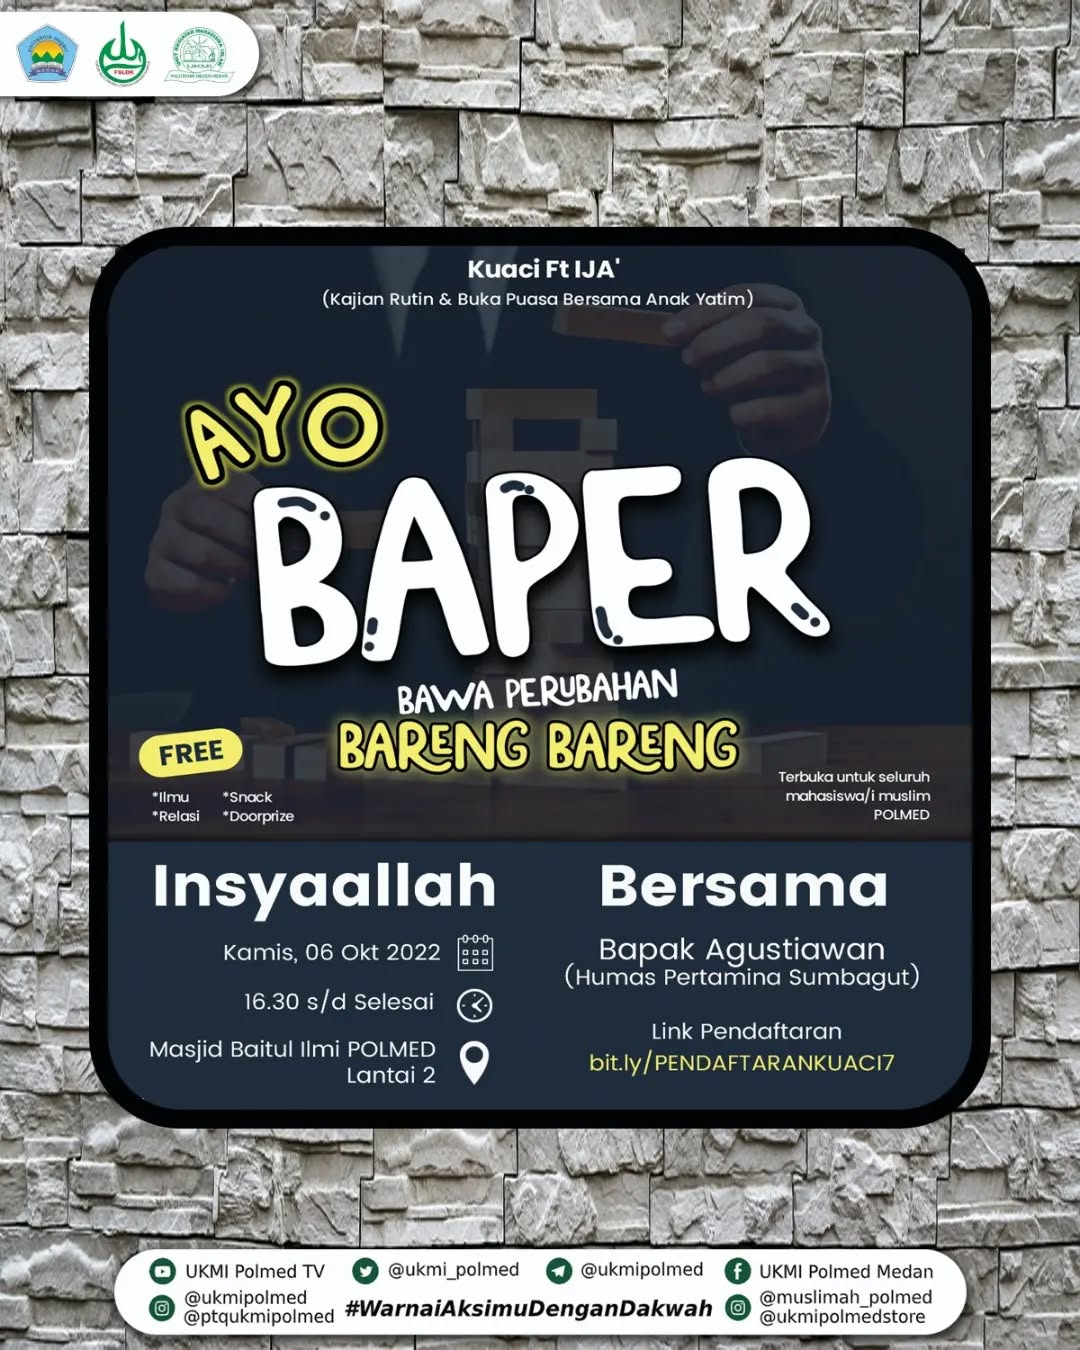 FSLDK
UKMI
Kuaci Ft IJA'
(Kajian Rutin & Buka Puasa Bersama Anak Yatim)
AYO
BAPER
BAWA PERUBAHAN
BARENG BARENG
FREE
*Ilmu *Snack
*Relasi *Doorprize
Terbuka untuk seluruh
mahasiswa/i muslim
POLMED
Insyaallah
Kamis, 06 Okt 2022
16.30 s/d Selesai
Masjid Baitul Ilmi POLMED
Lantai 2
Bersama
Bapak Agustiawan
(Humas Pertamina Sumbagut)
Link Pendaftaran
bit.ly/PENDAFTARANKUACI7
UKMI Polmed TV
@ukmi_polmed
@ukmipolmed
UKMI Polmed Medan
@ukmipolmed
@ptqukmipolmed
#WarnaiAksimuDenganDakwah
@muslimah_polmed
@ukmipolmedstore